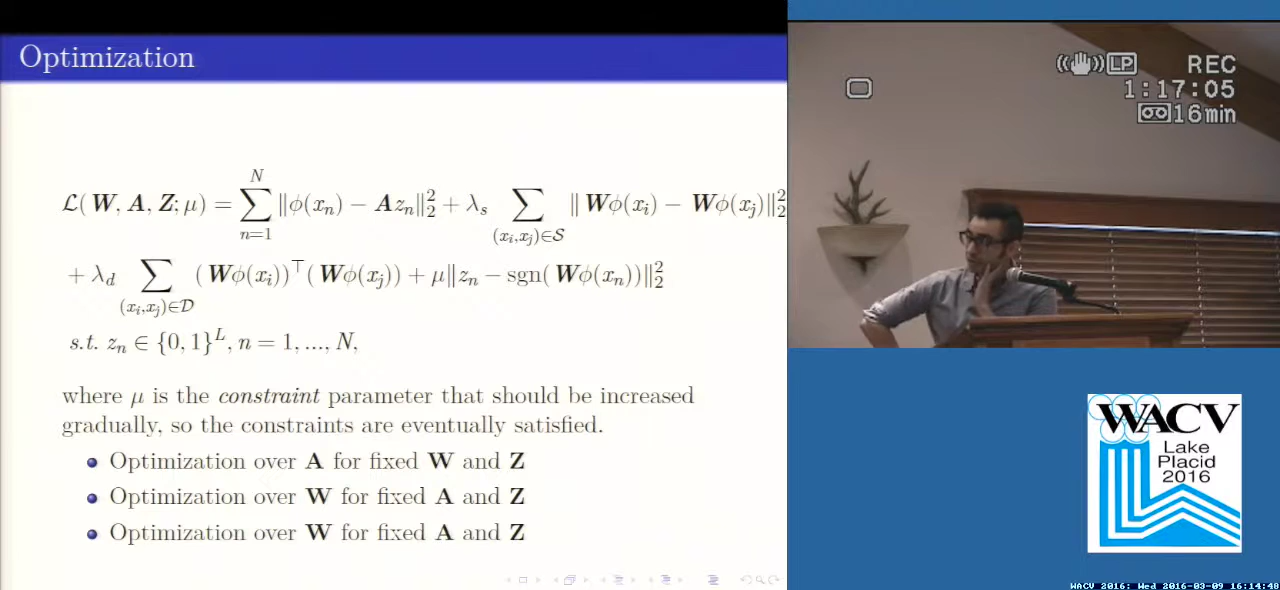 Optimization
ℒ(W, A, Z; μ) = ∑_{n=1}^{N} ‖ϕ(x_n) − Az_n‖_2^2 + λ_s ∑_{(x_i,x_j)∈𝒮} ‖Wϕ(x_i) − Wϕ(x_j)‖_2^2
+ λ_d ∑_{(x_i,x_j)∈𝒟} (Wϕ(x_i))^⊤(Wϕ(x_j)) + μ‖z_n − sgn(Wϕ(x_n))‖_2^2
s.t. z_n ∈ {0, 1}^L, n = 1, ..., N,
where μ is the constraint parameter that should be increased
gradually, so the constraints are eventually satisfied.
Optimization over A for fixed W and Z
Optimization over W for fixed A and Z
Optimization over W for fixed A and Z
LP REC
1:17:05
16min
WACV
Lake
Placid
2016
WACV 2016: Wed 2016-03-09 16:14:48